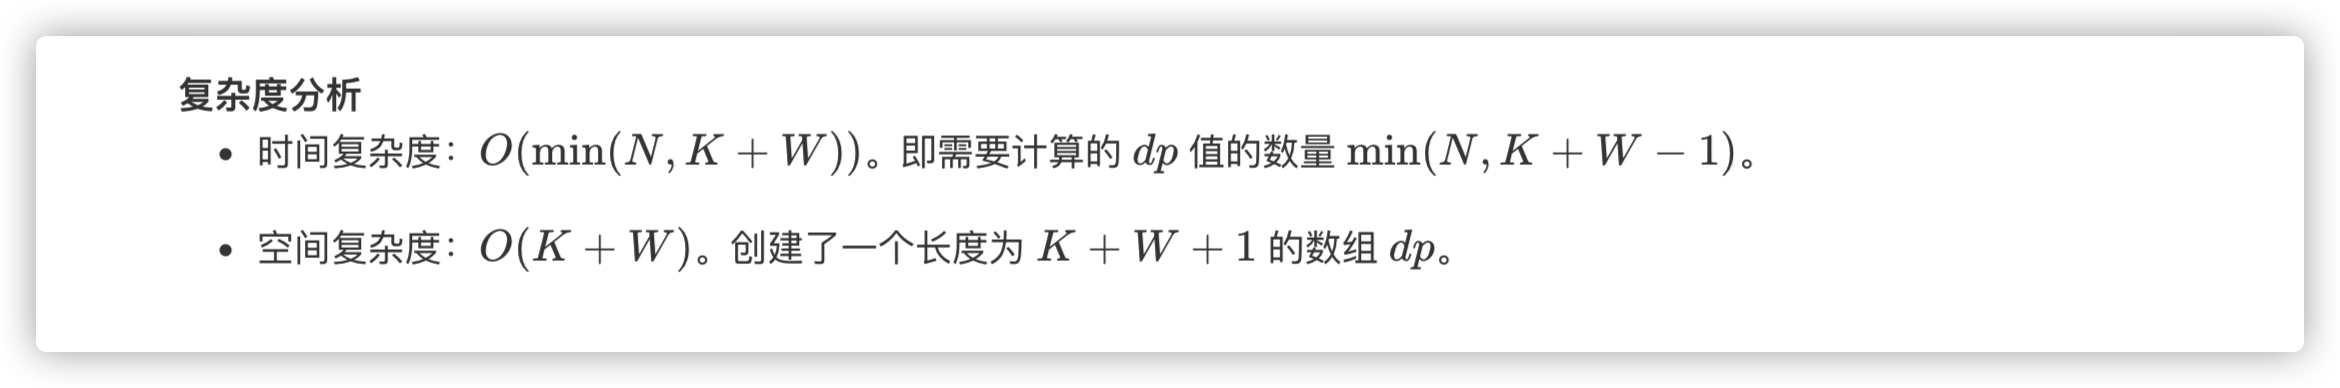 复杂度分析
• 时间复杂度：O(min(N, K + W))。即需要计算的 dp 值的数量 min(N, K + W − 1)。
• 空间复杂度：O(K + W)。创建了一个长度为 K + W + 1 的数组 dp。